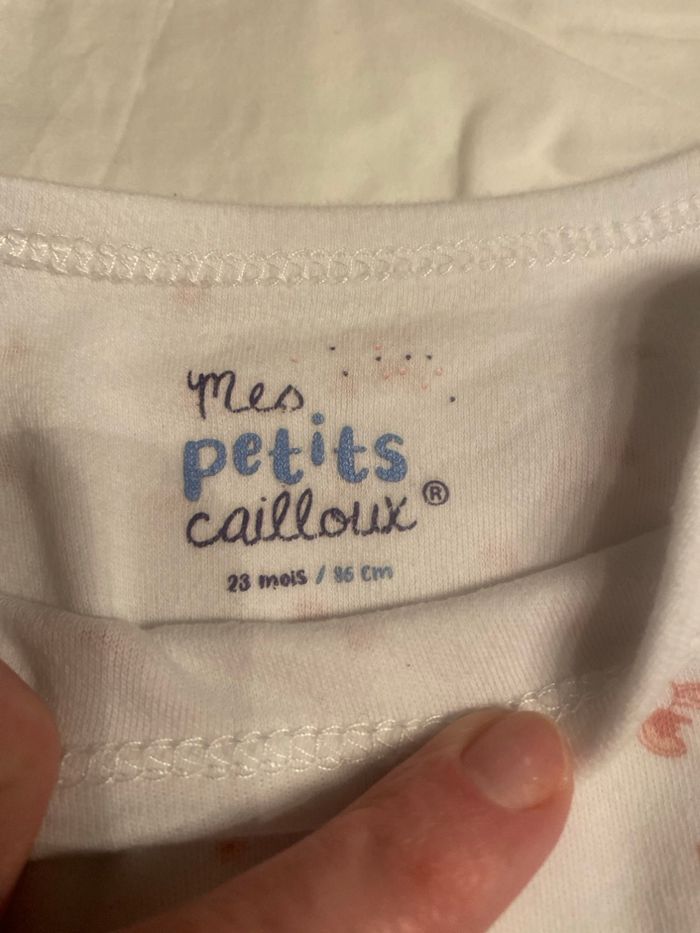 Mes
petits
cailloux®
23 mois / 86 cm